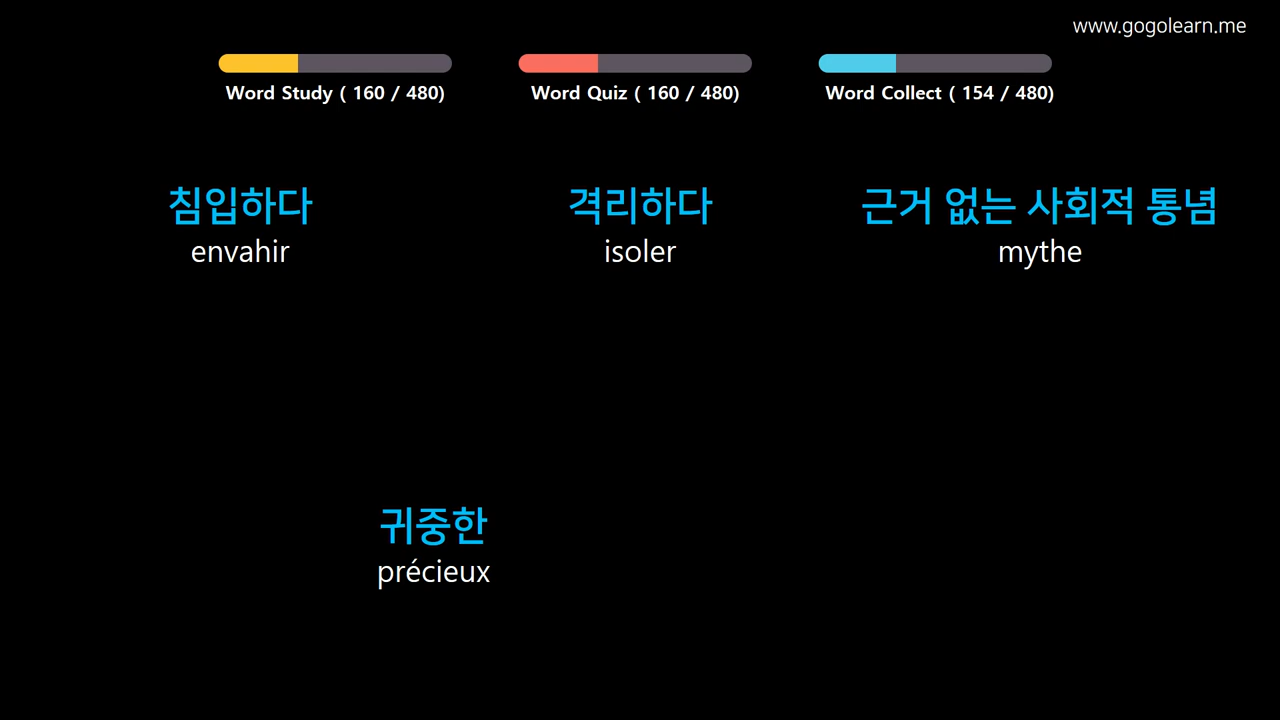 www.gogolearn.me
Word Study ( 160 / 480)
Word Quiz ( 160 / 480)
Word Collect ( 154 / 480)
침입하다
envahir
격리하다
isoler
근거 없는 사회적 통념
mythe
귀중한
précieux